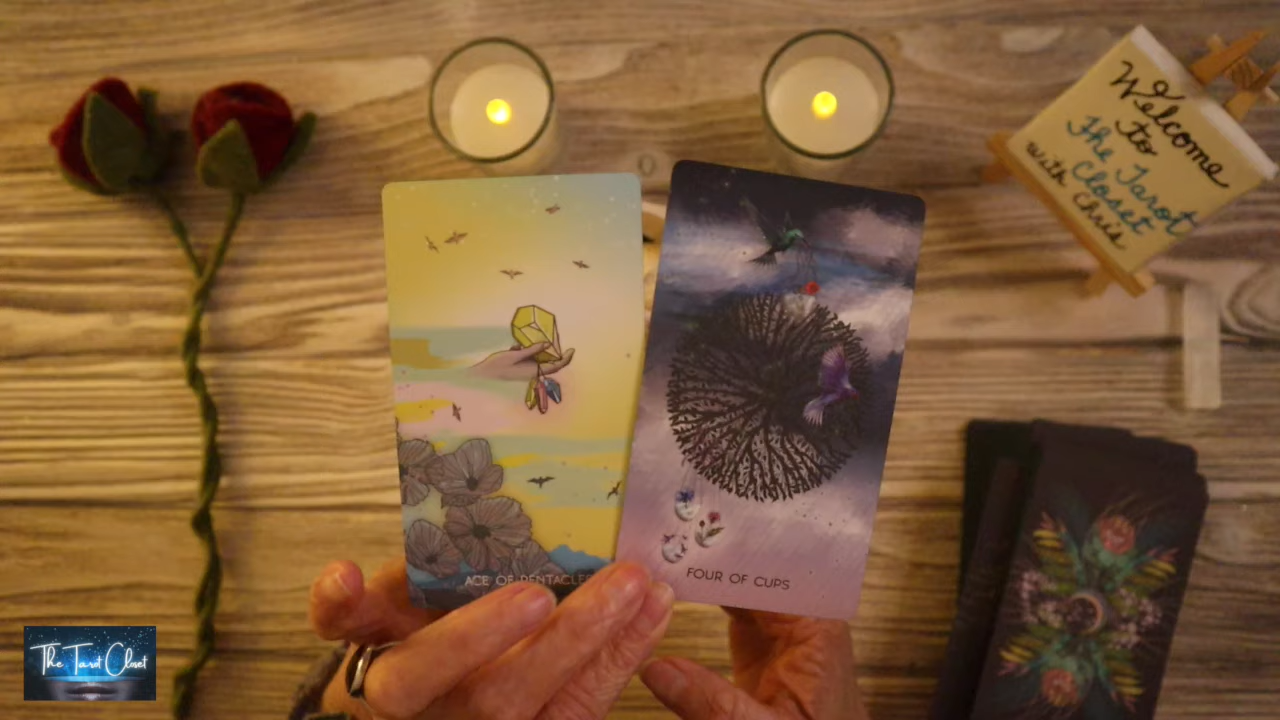 Welcome
to
The Tarot
Closet
with Chris
ACE OF PENTACLES
FOUR OF CUPS
The Tarot Closet